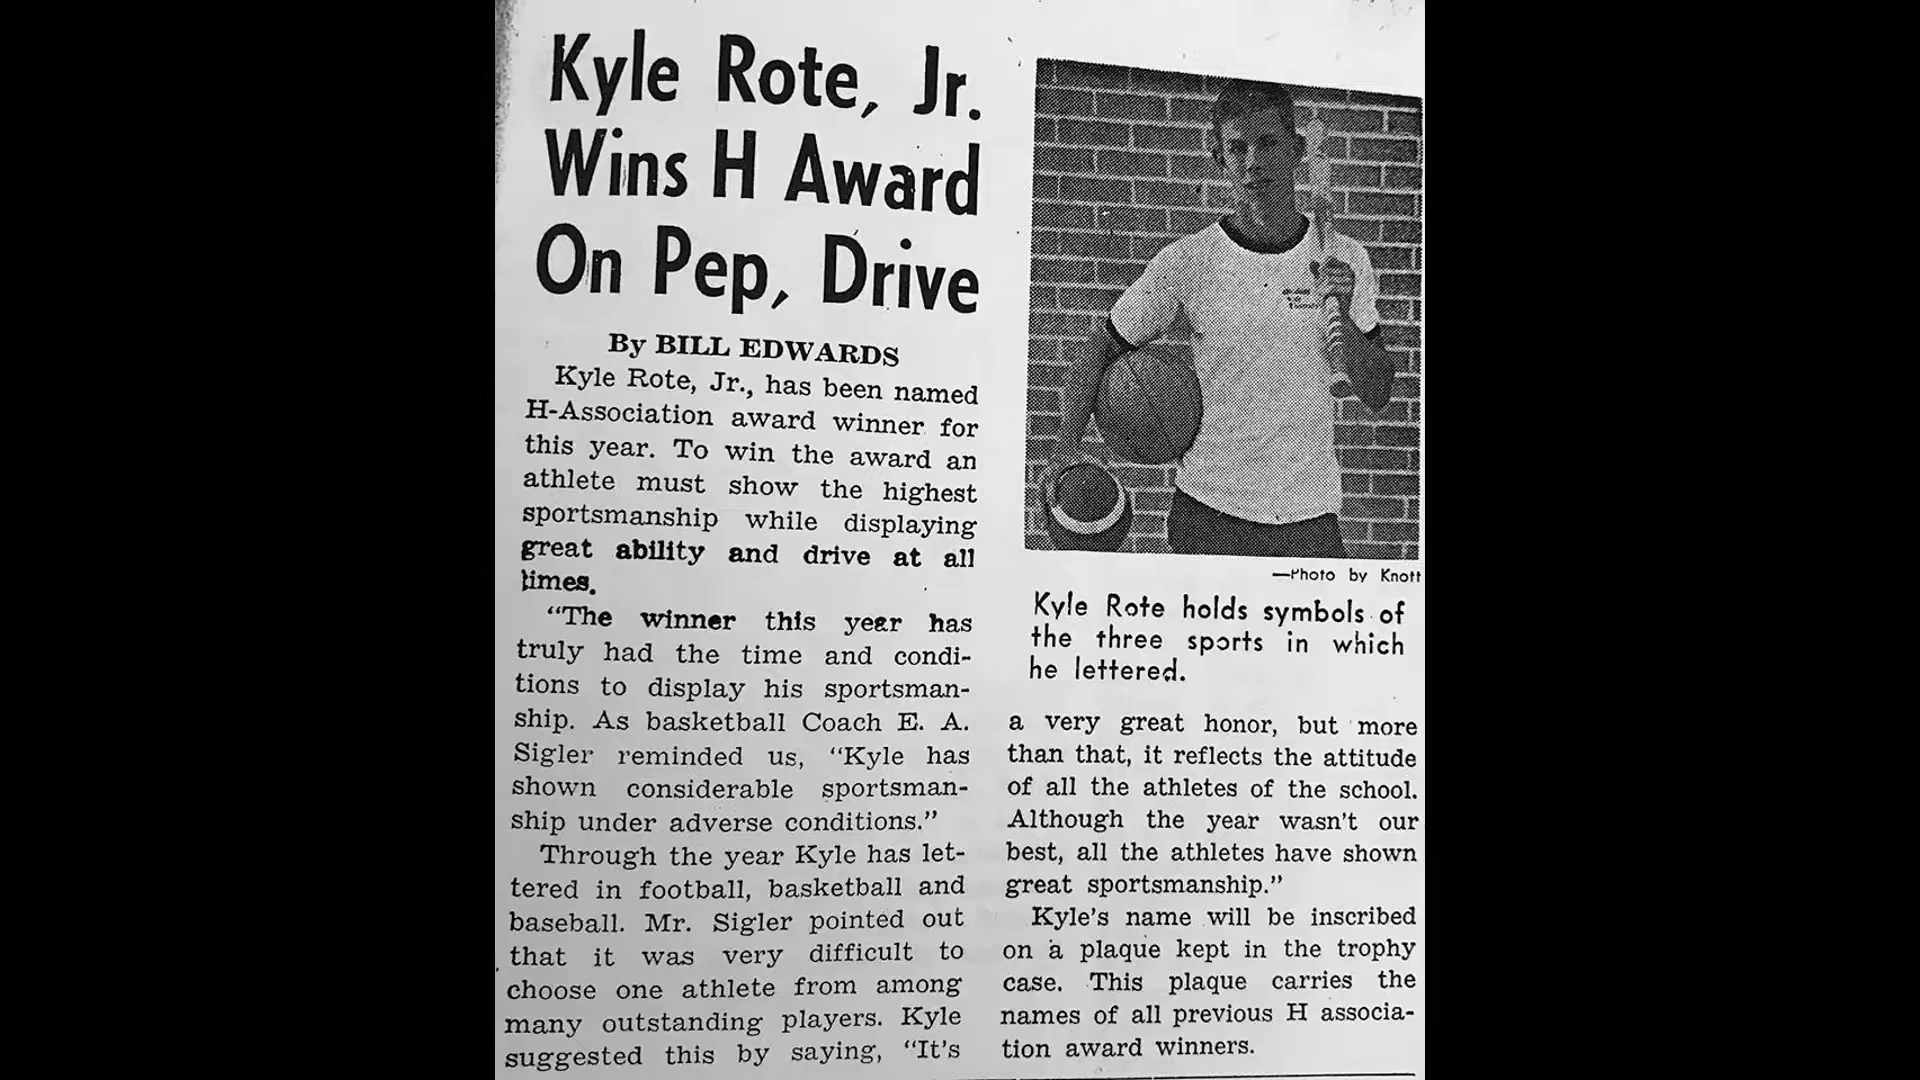 Kyle Rote, Jr.
Wins H Award
On Pep, Drive
By BILL EDWARDS
Kyle Rote, Jr., has been named
H-Association award winner for
this year. To win the award an
athlete must show the highest
sportsmanship while displaying
great ability and drive at all
times.
“The winner this year has
truly had the time and condi-
tions to display his sportsman-
ship. As basketball Coach E. A.
Sigler reminded us, “Kyle has
shown considerable sportsman-
ship under adverse conditions.”
Through the year Kyle has let-
tered in football, basketball and
baseball. Mr. Sigler pointed out
that it was very difficult to
choose one athlete from among
many outstanding players. Kyle
suggested this by saying, “It’s
—Photo by Knott
Kyle Rote holds symbols of
the three sports in which
he lettered.
a very great honor, but more
than that, it reflects the attitude
of all the athletes of the school.
Although the year wasn’t our
best, all the athletes have shown
great sportsmanship.”
Kyle’s name will be inscribed
on a plaque kept in the trophy
case. This plaque carries the
names of all previous H associa-
tion award winners.